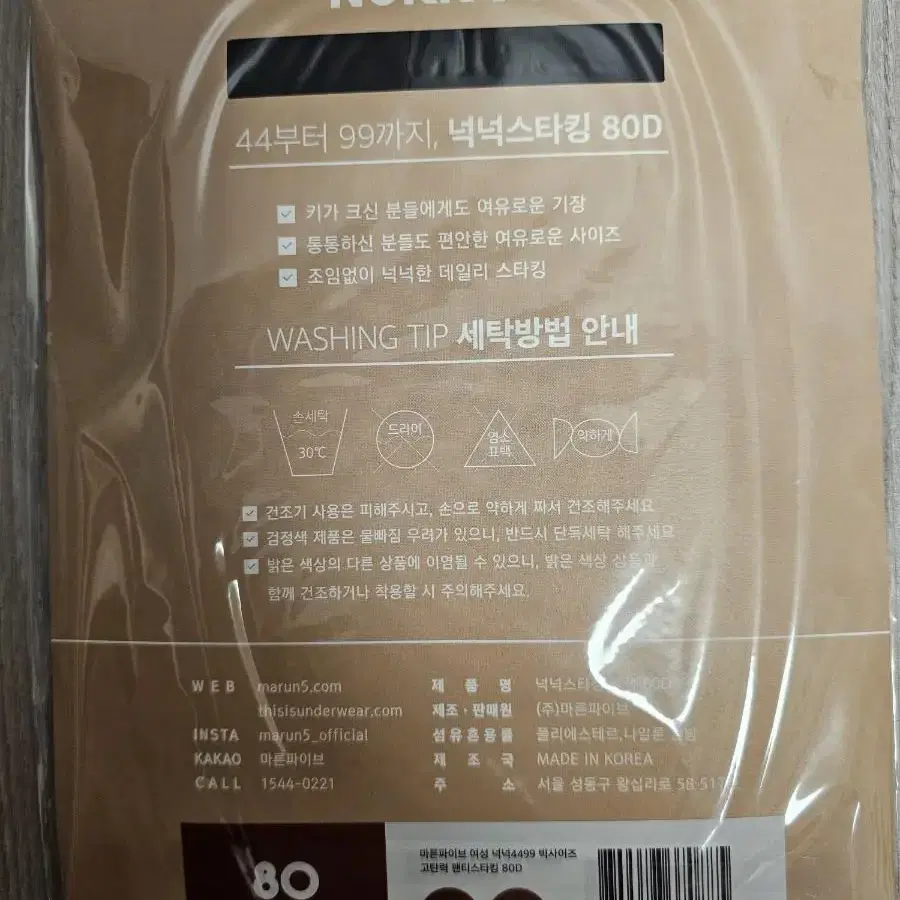 44부터 99까지, 넉넉스타킹 80D
키가 크신 분들에게도 여유로운 기장
통통하신 분들도 편안한 여유로운 사이즈
조임없이 넉넉한 데일리 스타킹
WASHING TIP 세탁방법 안내
손세탁 30℃ 드라이 염소 표백 약하게
건조기 사용은 피해주시고, 손으로 약하게 짜서 건조해주세요
검정색 제품은 물빠짐 우려가 있으니, 반드시 단독세탁 해주세요
밝은 색상의 다른 상품에 이염될 수 있으니, 밝은 색상 상품과
함께 건조하거나 착용할 시 주의해주세요.
WEB marun5.com 제품명 넉넉스타킹 80D
thisisunderwear.com 제조·판매원 (주)마른파이브
INSTA marun5_official 섬유혼용률 폴리에스테르,나일론
KAKAO 마른파이브 제조국 MADE IN KOREA
CALL 1544-0221 주소 서울 성동구 왕십리로 58
80
마른파이브 여성 넉넉4499 빅사이즈
고탄력 팬티스타킹 80D